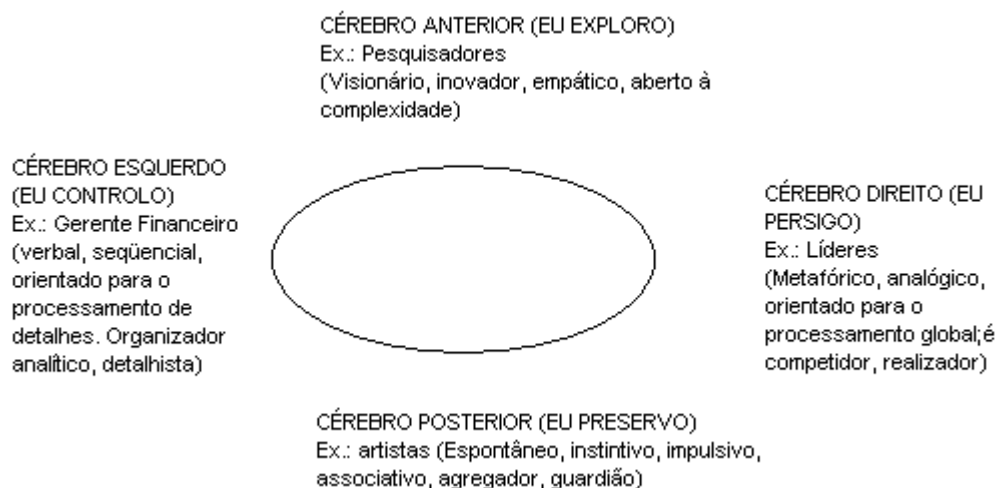 CÉREBRO ANTERIOR (EU EXPLORO)
Ex.: Pesquisadores
(Visionário, inovador, empático, aberto à
complexidade)
CÉREBRO ESQUERDO
(EU CONTROLO)
Ex.: Gerente Financeiro
(verbal, seqüencial,
orientado para o
processamento de
detalhes. Organizador
analítico, detalhista)
CÉREBRO DIREITO (EU
PERSIGO)
Ex.: Líderes
(Metafórico, analógico,
orientado para o
processamento global;é
competidor, realizador)
CÉREBRO POSTERIOR (EU PRESERVO)
Ex.: artistas (Espontâneo, instintivo, impulsivo,
associativo, agregador, guardião)